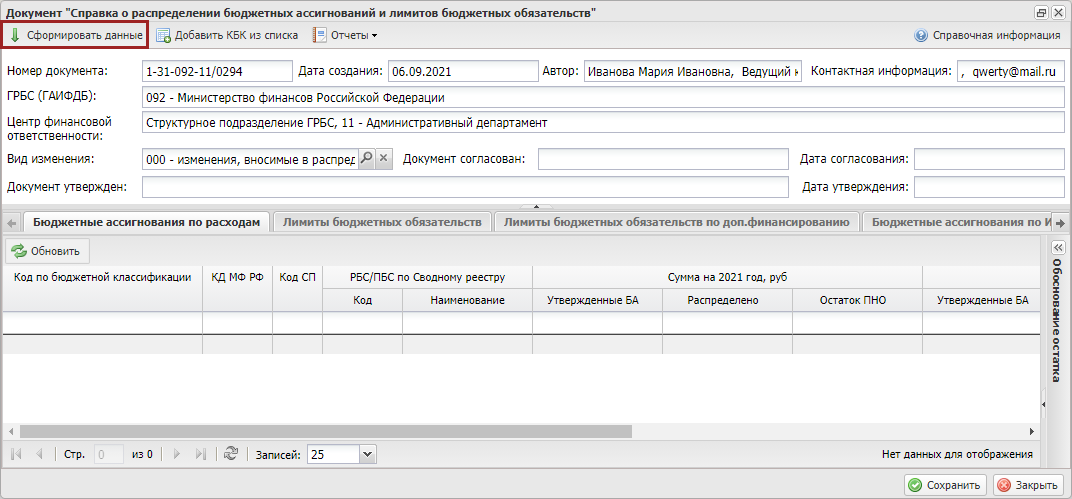 Документ "Справка о распределении бюджетных ассигнований и лимитов бюджетных обязательств"
Сформировать данные Добавить КБК из списка Отчеты Справочная информация
Номер документа: 1-31-092-11/0294 Дата создания: 06.09.2021 Автор: Иванова Мария Ивановна, Ведущий Контактная информация: , qwerty@mail.ru
ГРБС (ГАИФДБ): 092 - Министерство финансов Российской Федерации
Центр финансовой ответственности: Структурное подразделение ГРБС, 11 - Административный департамент
Вид изменения: 000 - изменения, вносимые в распред Документ согласован: Дата согласования:
Документ утвержден: Дата утверждения:
Бюджетные ассигнования по расходам Лимиты бюджетных обязательств Лимиты бюджетных обязательств по доп.финансированию Бюджетные ассигнования по И
Обновить
Код по бюджетной классификации КД МФ РФ Код СП РБС/ПБС по Сводному реестру Сумма на 2021 год, руб
Код Наименование Утвержденные БА Распределено Остаток ПНО Утвержденные БА
Обоснование остатка
Стр. 0 из 0 Записей: 25 Нет данных для отображения
Сохранить Закрыть